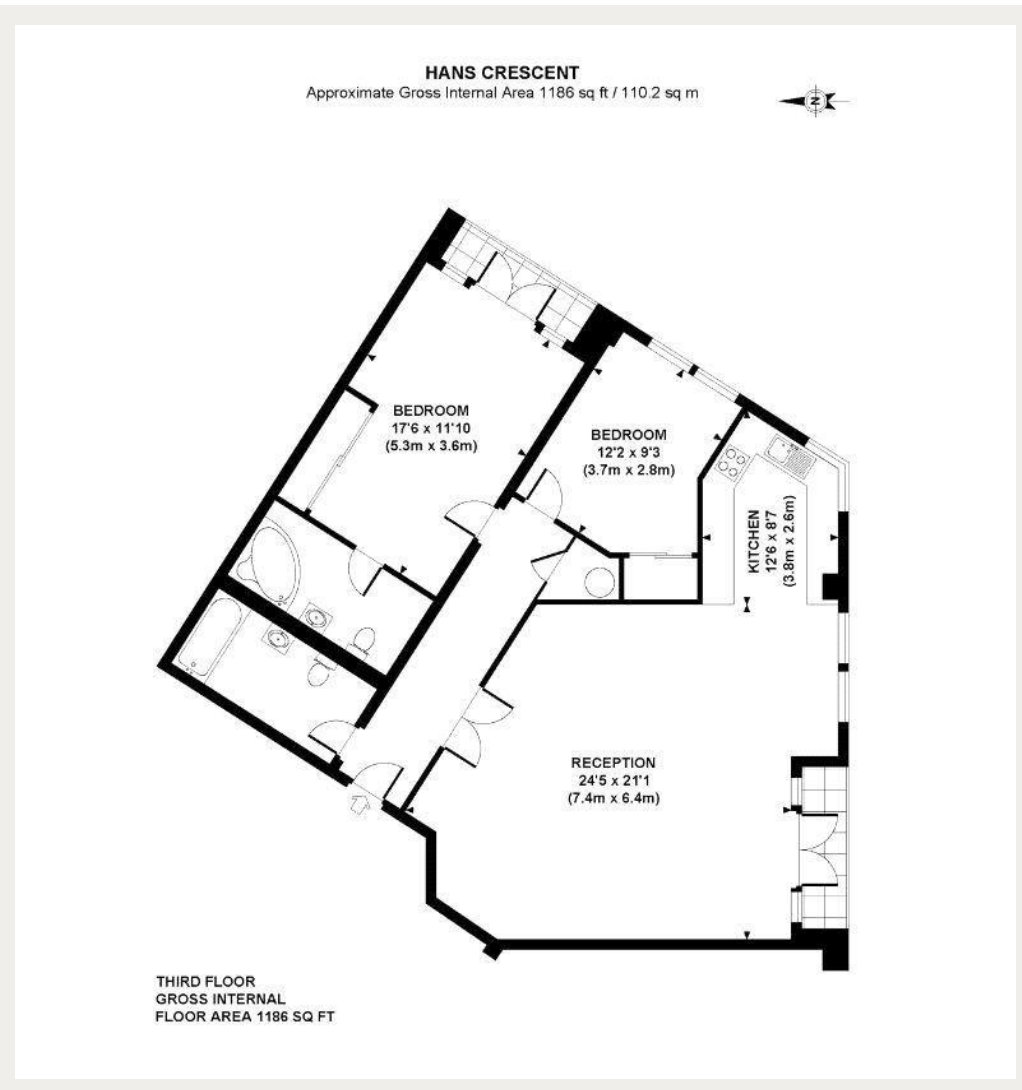 HANS CRESCENT
Approximate Gross Internal Area 1186 sq ft / 110.2 sq m
N
BEDROOM
17'6 x 11'10
(5.3m x 3.6m)
BEDROOM
12'2 x 9'3
(3.7m x 2.8m)
KITCHEN
12'6 x 8'7
(3.8m x 2.6m)
RECEPTION
24'5 x 21'1
(7.4m x 6.4m)
THIRD FLOOR
GROSS INTERNAL
FLOOR AREA 1186 SQ FT